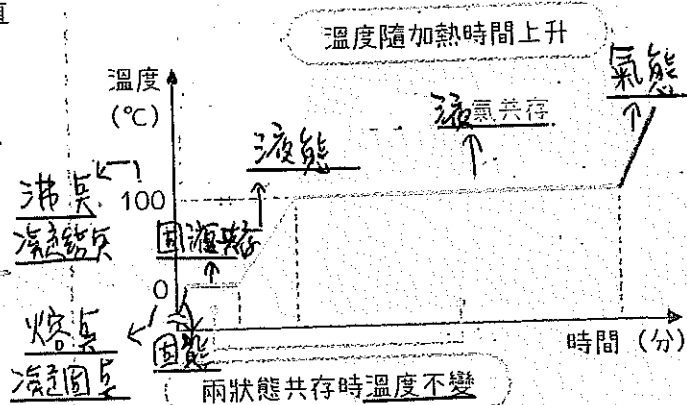 值
溫度隨加熱時間上升
溫度
(°C)
氣態
液氣共存
液態
沸點
100
凝結點
固液共存
0
熔點
凝固點
固態
時間(分)
兩狀態共存時溫度不變